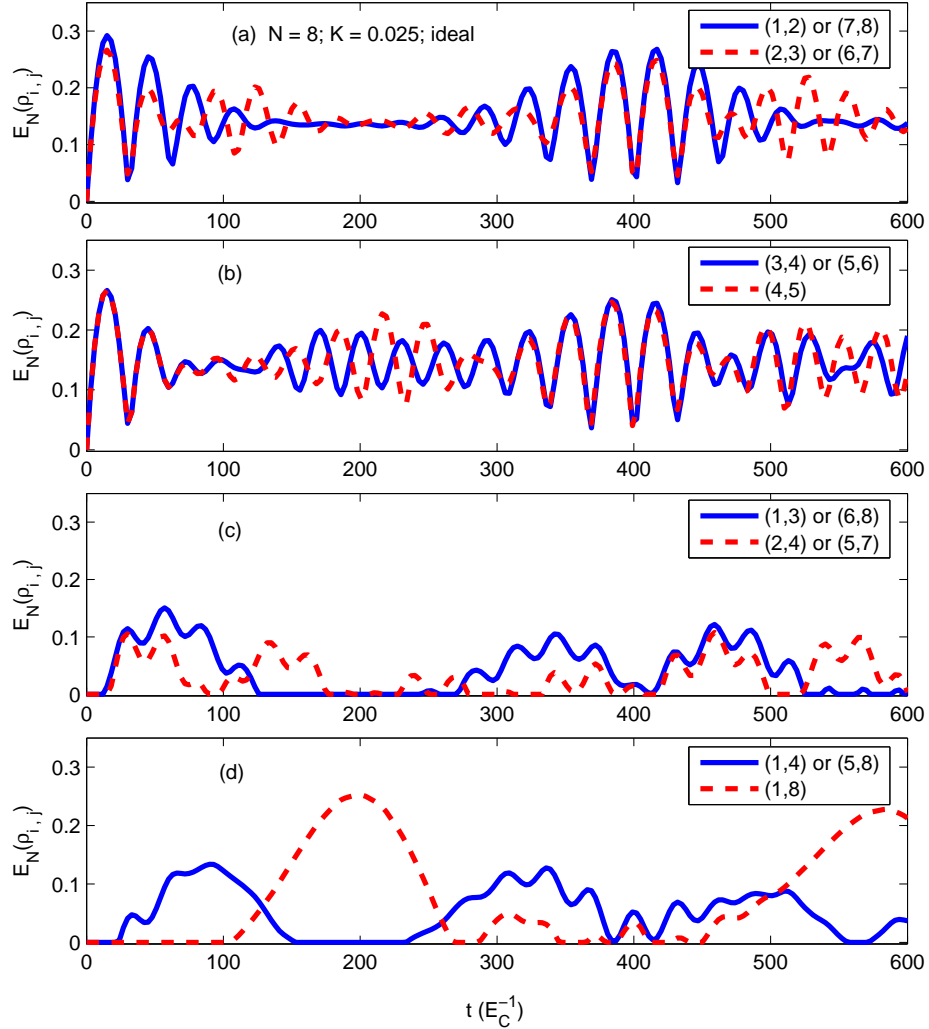 (a) N = 8; K = 0.025; ideal
(1,2) or (7,8)
(2,3) or (6,7)
E_N(ρ_{i, j})
0.3
0.2
0.1
0
0 100 200 300 400 500 600
(b)
(3,4) or (5,6)
(4,5)
E_N(ρ_{i, j})
0.3
0.2
0.1
0
0 100 200 300 400 500 600
(c)
(1,3) or (6,8)
(2,4) or (5,7)
E_N(ρ_{i, j})
0.3
0.2
0.1
0
0 100 200 300 400 500 600
(d)
(1,4) or (5,8)
(1,8)
E_N(ρ_{i, j})
0.3
0.2
0.1
0
0 100 200 300 400 500 600
t (E_C^{-1})